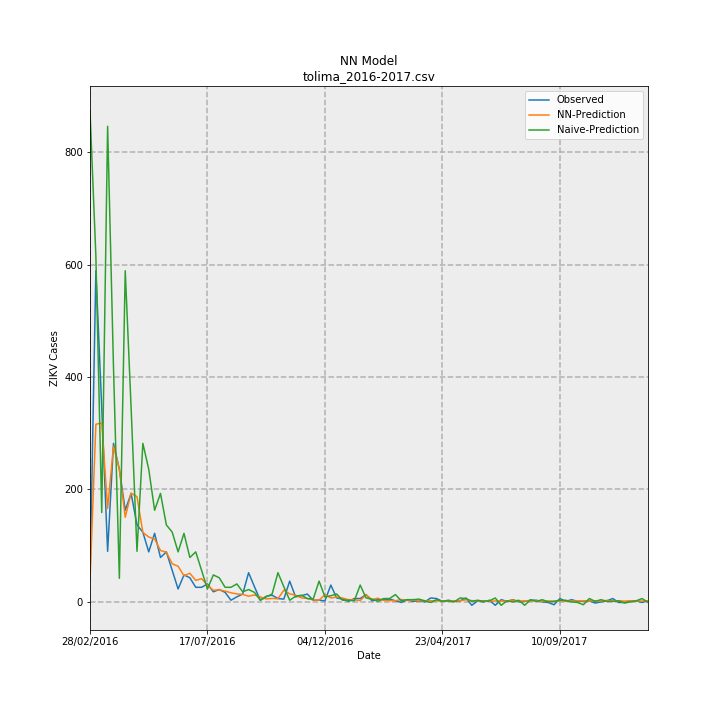 NN Model
tolima_2016-2017.csv
Observed
NN-Prediction
Naive-Prediction
800
600
400
200
0
ZIKV Cases
28/02/2016
17/07/2016
04/12/2016
23/04/2017
10/09/2017
Date